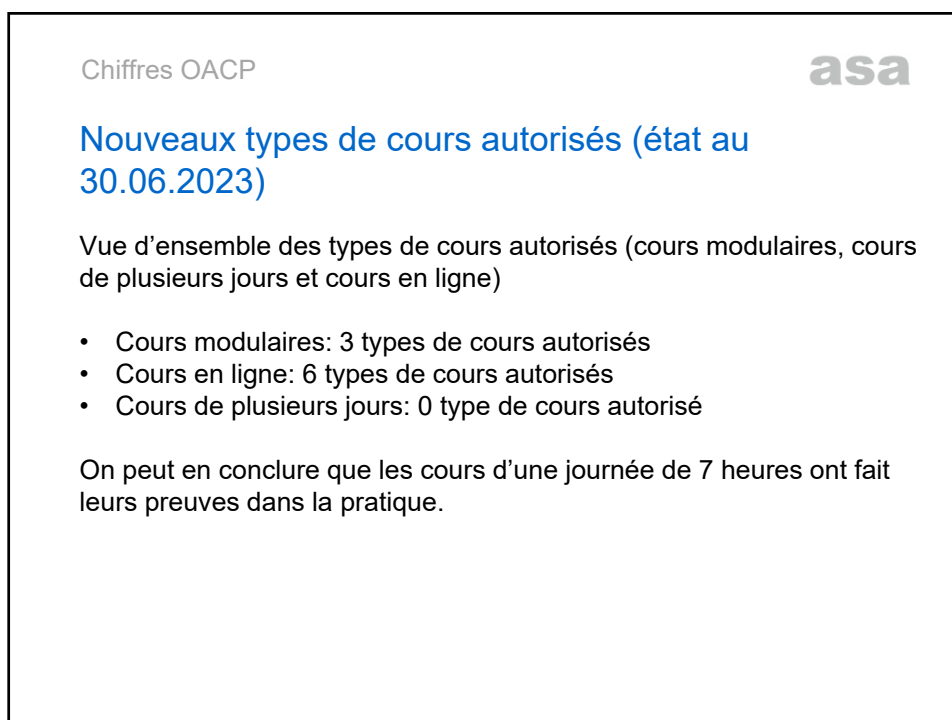 Chiffres OACP
asa
Nouveaux types de cours autorisés (état au
30.06.2023)
Vue d’ensemble des types de cours autorisés (cours modulaires, cours
de plusieurs jours et cours en ligne)
• Cours modulaires: 3 types de cours autorisés
• Cours en ligne: 6 types de cours autorisés
• Cours de plusieurs jours: 0 type de cours autorisé
On peut en conclure que les cours d’une journée de 7 heures ont fait
leurs preuves dans la pratique.